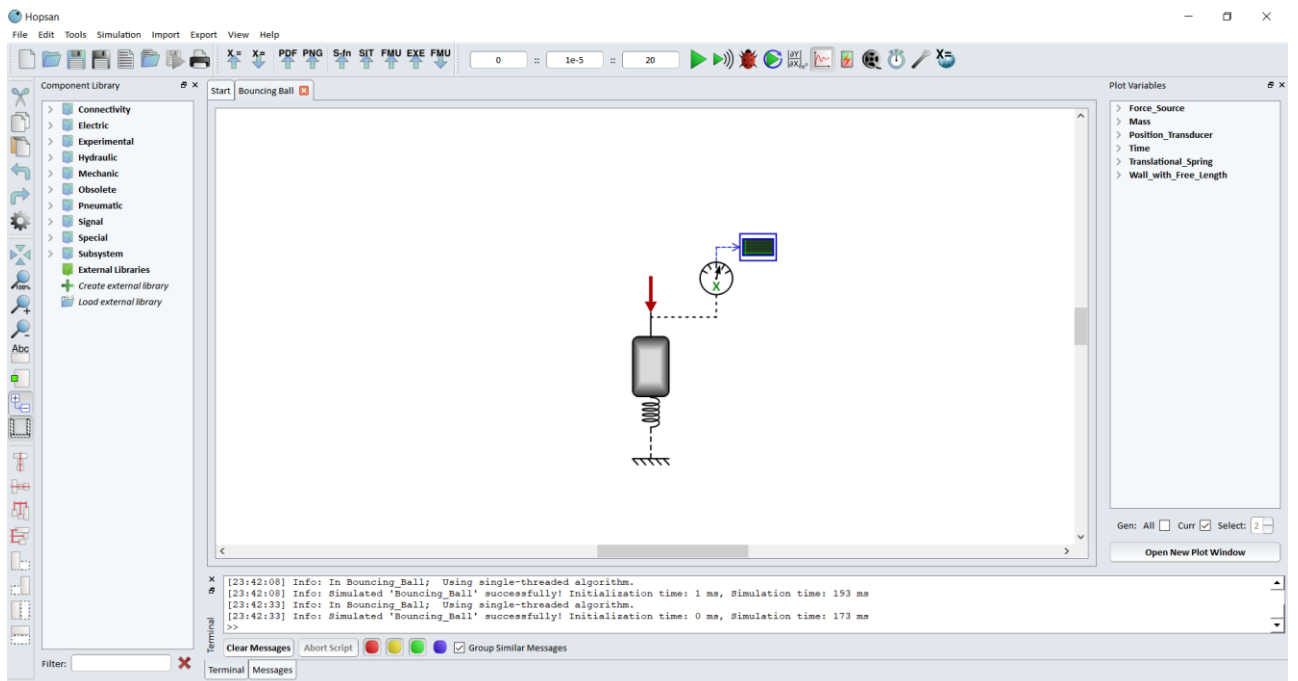 Hopsan
File Edit Tools Simulation Import Export View Help
X= X= PDF PNG S-fn SIT FMU EXE FMU 0 :: 1e-5 :: 20 X=
Component Library
Connectivity
Electric
Experimental
Hydraulic
Mechanic
Obsolete
Pneumatic
Signal
Special
Subsystem
External Libraries
Create external library
Load external library
Filter:
100%
Abc
Start Bouncing Ball
X
Plot Variables
Force_Source
Mass
Position_Transducer
Time
Translational_Spring
Wall_with_Free_Length
Gen: All Curr Select: 2
Open New Plot Window
Terminal
[23:42:08] Info: In Bouncing_Ball; Using single-threaded algorithm.
[23:42:08] Info: Simulated 'Bouncing_Ball' successfully! Initialization time: 1 ms, Simulation time: 193 ms
[23:42:33] Info: In Bouncing_Ball; Using single-threaded algorithm.
[23:42:33] Info: Simulated 'Bouncing_Ball' successfully! Initialization time: 0 ms, Simulation time: 173 ms
>>
Clear Messages Abort Script Group Similar Messages
Terminal Messages